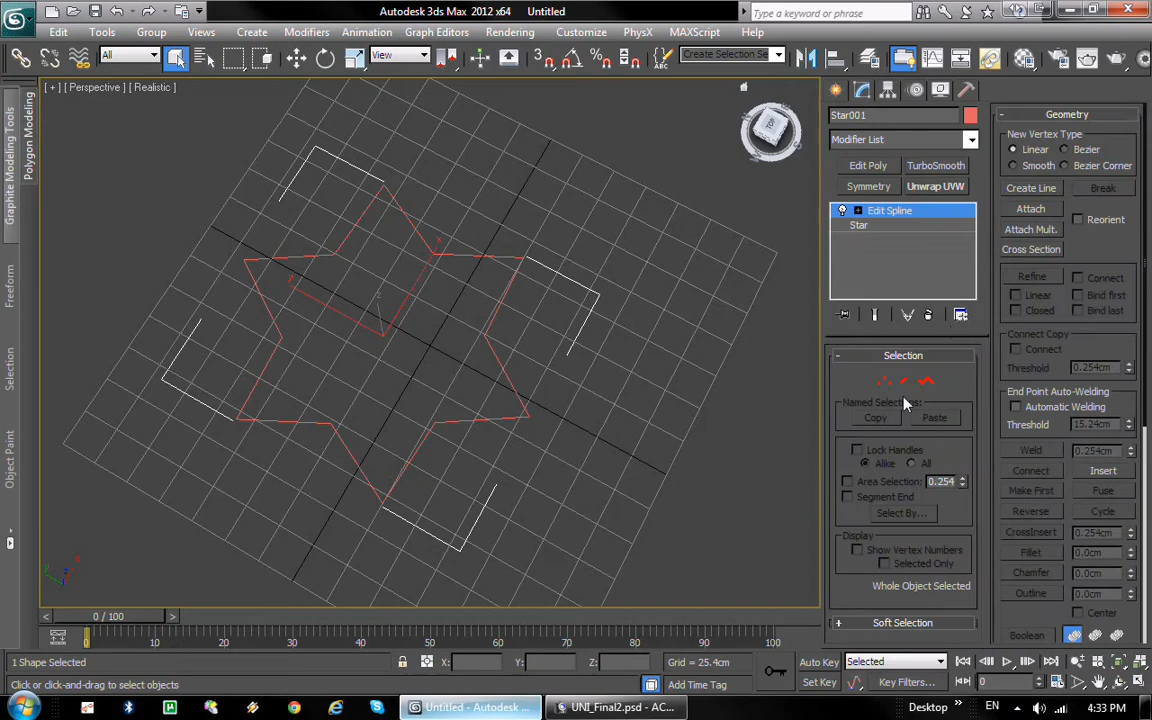 Autodesk 3ds Max 2012 x64   Untitled
Type a keyword or phrase
Edit Tools Group Views Create Modifiers Animation Graph Editors Rendering Customize PhysX MAXScript Help
All View 3 Create Selection Se
[ + ] [ Perspective ] [ Realistic ]
Graphite Modeling Tools
Polygon Modeling
Freeform
Selection
Object Paint
TOP
x
y
z
Star001
Modifier List
Edit Poly TurboSmooth
Symmetry Unwrap UVW
Edit Spline
Star
Selection
Named Selections:
Copy Paste
Lock Handles
Alike All
Area Selection: 0.254
Segment End
Select By...
Display
Show Vertex Numbers
Selected Only
Whole Object Selected
Soft Selection
Geometry
New Vertex Type
Linear Bezier
Smooth Bezier Corner
Create Line Break
Attach Reorient
Attach Mult.
Cross Section
Refine Connect
Linear Bind first
Closed Bind last
Connect Copy
Connect
Threshold 0.254cm
End Point Auto-Welding
Automatic Welding
Threshold 15.24cm
Weld 0.254cm
Connect Insert
Make First Fuse
Reverse Cycle
CrossInsert 0.254cm
Fillet 0.0cm
Chamfer 0.0cm
Outline 0.0cm
Center
Boolean
0 / 100
0 10 20 30 40 50 60 70 80 90 100
1 Shape Selected X: Y: Z: Grid = 25.4cm Auto Key Selected
Click or click-and-drag to select objects Add Time Tag Set Key Key Filters... 0
Untitled - Autodesk ... UNI_Final2.psd - AC... Desktop » EN 4:33 PM